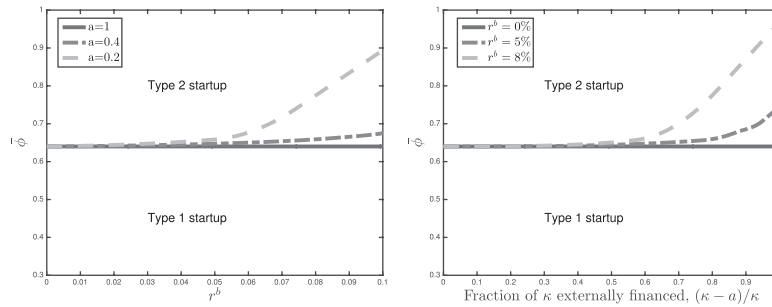 1
0.9
0.8
0.7
0.6
0.5
0.4
0.3
ϕ̄
a=1
a=0.4
a=0.2
Type 2 startup
Type 1 startup
0 0.01 0.02 0.03 0.04 0.05 0.06 0.07 0.08 0.09 0.1
r^b
1
0.9
0.8
0.7
0.6
0.5
0.4
0.3
ϕ̄
r^b = 0%
r^b = 5%
r^b = 8%
Type 2 startup
Type 1 startup
0 0.1 0.2 0.3 0.4 0.5 0.6 0.7 0.8 0.9
Fraction of κ externally financed, (κ − a)/κ